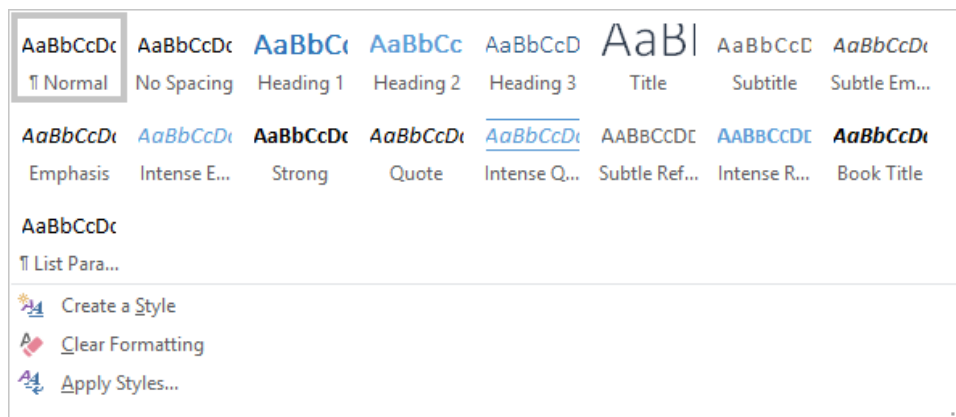 AaBbCcDc AaBbCcDc AaBbCc AaBbCc AaBbCcD AaBl AaBbCcD AaBbCcDc
¶ Normal No Spacing Heading 1 Heading 2 Heading 3 Title Subtitle Subtle Em...
AaBbCcDc AaBbCcDc AaBbCcDc AaBbCcDc AaBbCcDc AaBbCcDd AaBbCcDd AaBbCcDc
Emphasis Intense E... Strong Quote Intense Q... Subtle Ref... Intense R... Book Title
AaBbCcDc
¶ List Para...
Create a Style
Clear Formatting
Apply Styles...